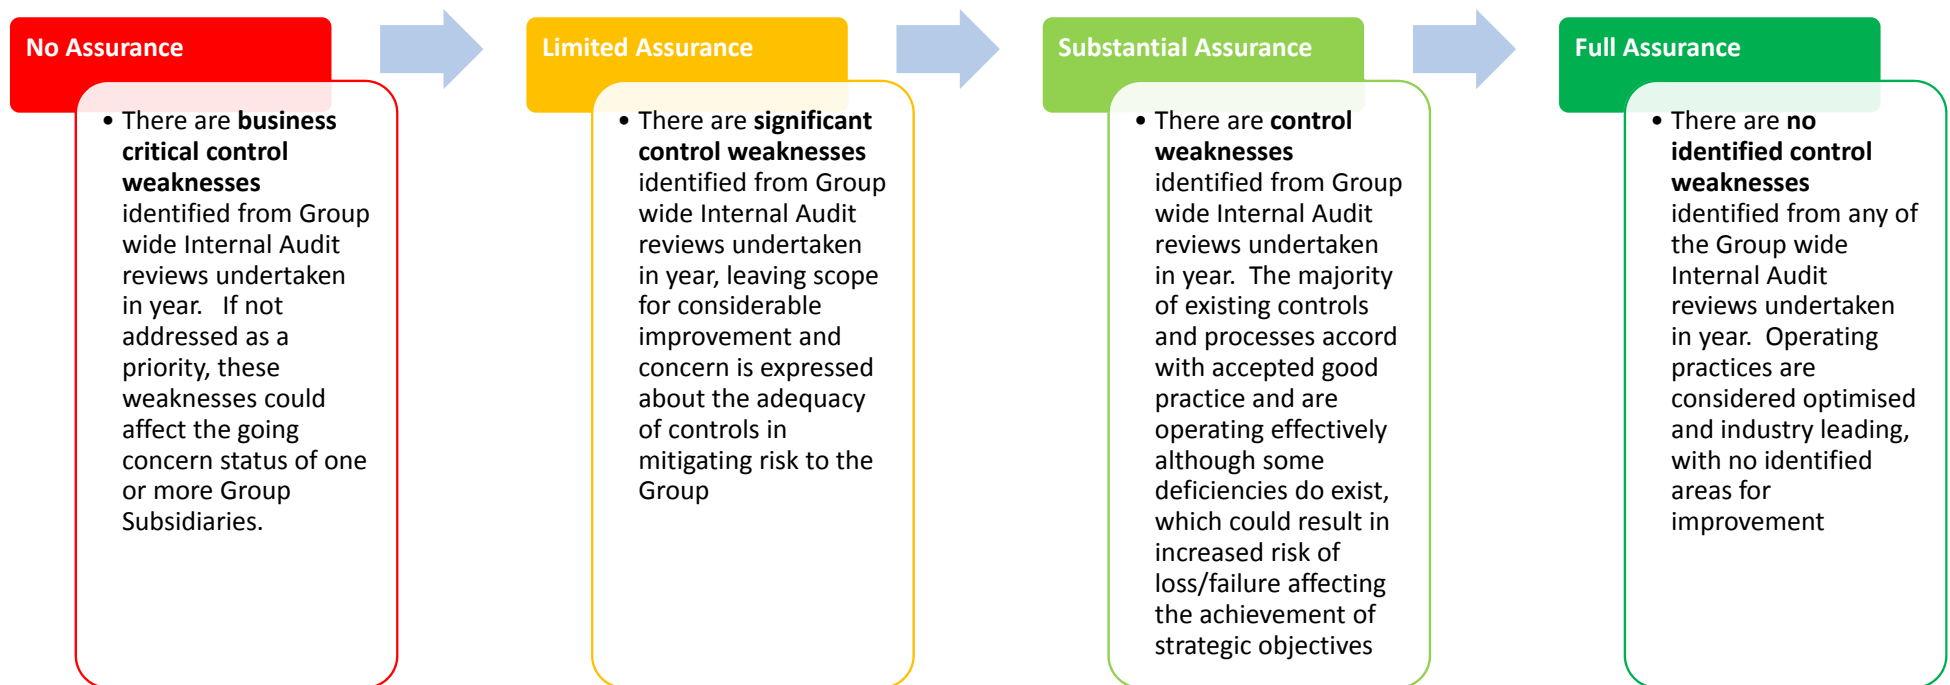 No Assurance
• There are business
critical control
weaknesses
identified from Group
wide Internal Audit
reviews undertaken
in year.   If not
addressed as a
priority, these
weaknesses could
affect the going
concern status of one
or more Group
Subsidiaries.
Limited Assurance
• There are significant
control weaknesses
identified from Group
wide Internal Audit
reviews undertaken
in year, leaving scope
for considerable
improvement and
concern is expressed
about the adequacy
of controls in
mitigating risk to the
Group
Substantial Assurance
• There are control
weaknesses
identified from Group
wide Internal Audit
reviews undertaken
in year.  The majority
of existing controls
and processes accord
with accepted good
practice and are
operating effectively
although some
deficiencies do exist,
which could result in
increased risk of
loss/failure affecting
the achievement of
strategic objectives
Full Assurance
• There are no
identified control
weaknesses
identified from any of
the Group wide
Internal Audit
reviews undertaken
in year.  Operating
practices are
considered optimised
and industry leading,
with no identified
areas for
improvement